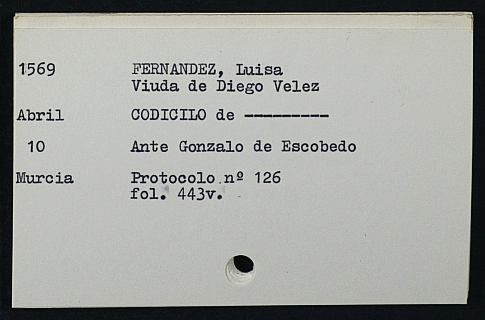 1569 FERNANDEZ, Luisa
Viuda de Diego Velez
Abril CODICILO de ---------
10 Ante Gonzalo de Escobedo
Murcia Protocolo nº 126
fol. 443v.